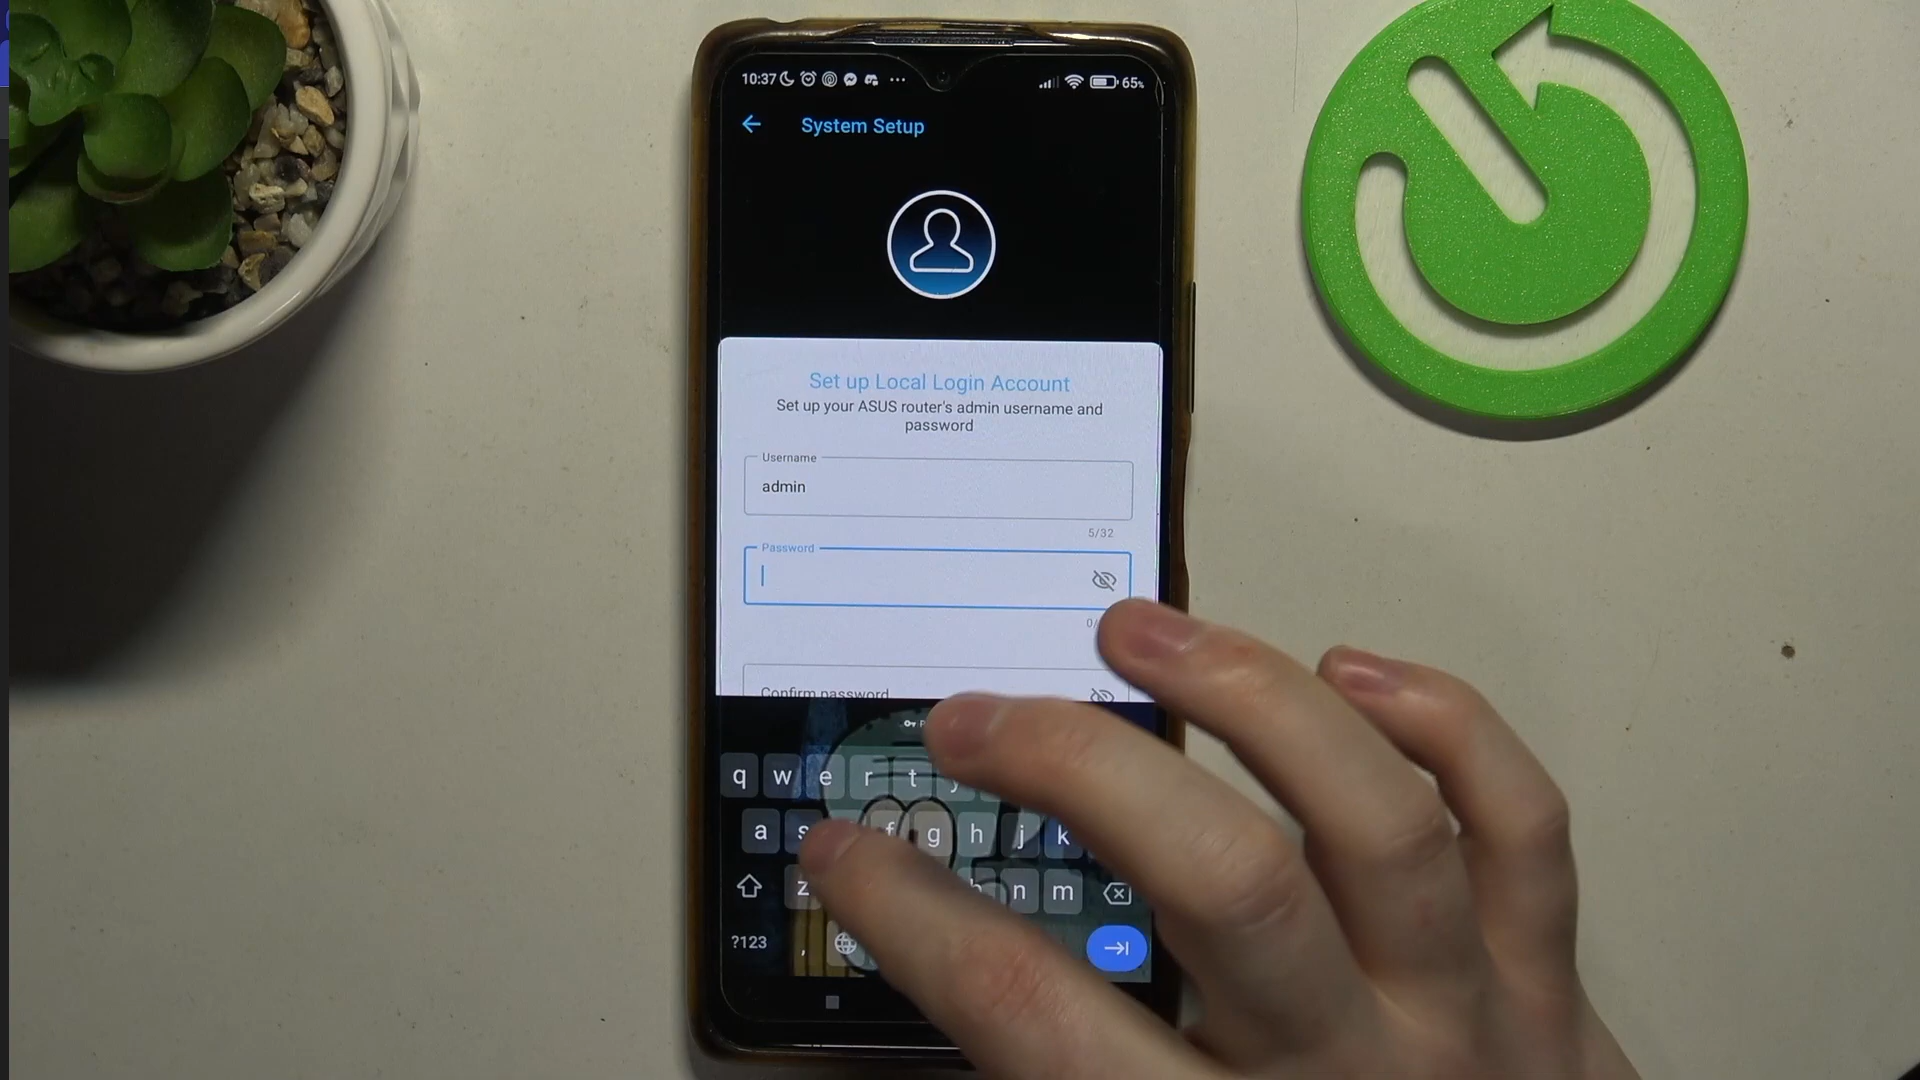 10:37 ... 65%
System Setup
Set up Local Login Account
Set up your ASUS router's admin username and
password
Username
admin
5/32
Password
0/
Confirm password
q w e r t y
a s f g h j k
z b n m
?123 ,